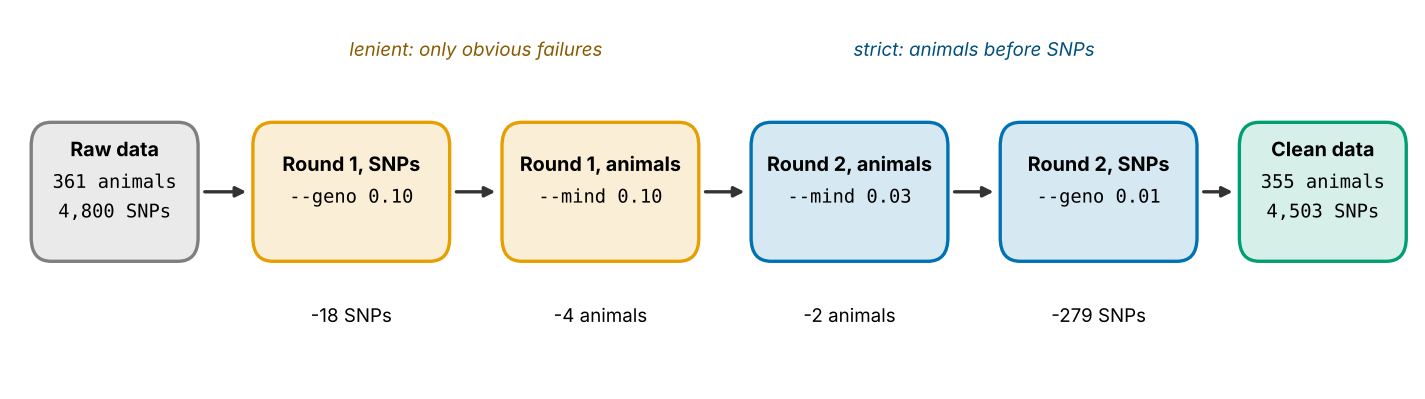 lenient: only obvious failures
strict: animals before SNPs
Raw data
361 animals
4,800 SNPs
Round 1, SNPs
--geno 0.10
Round 1, animals
--mind 0.10
Round 2, animals
--mind 0.03
Round 2, SNPs
--geno 0.01
Clean data
355 animals
4,503 SNPs
-18 SNPs
-4 animals
-2 animals
-279 SNPs